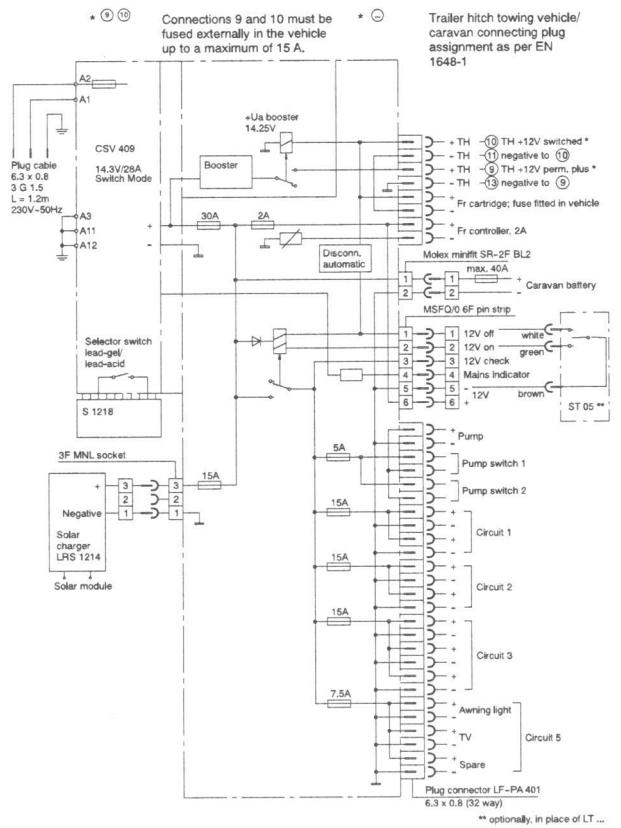 * ⑨ ⑩
Connections 9 and 10 must be
fused externally in the vehicle
up to a maximum of 15 A.
* ⊖
Trailer hitch towing vehicle/
caravan connecting plug
assignment as per EN
1648-1
A2
A1
CSV 409
14.3V/28A
Switch Mode
Plug cable
6.3 x 0.8
3 G 1.5
L = 1.2m
230V~50Hz
A3
A11
A12
+
-
+Ua booster
14.25V
Booster
30A
2A
Disconn.
automatic
+ TH ⑩ TH +12V switched *
- TH ⑪ negative to ⑩
+ TH ⑨ TH +12V perm. plus *
- TH ⑬ negative to ⑨
+ Fr cartridge; fuse fitted in vehicle
-
+ Fr controller, 2A
-
Molex minifit SR-2F BL2
max. 40A
1 1 +
2 2 -
Caravan battery
MSFQ/0 6F pin strip
1 1 12V off white
2 2 12V on green
3 3 12V check
4 4 Mains Indicator
5 5 - 12V brown
6 6 +
ST 05 **
Selector switch
lead-gel/
lead-acid
S 1218
3F MNL socket
+ 3 3
2 2
Negative 1 1
15A
Solar
charger
LRS 1214
Solar module
+ Pump
-
5A
+ Pump switch 1
-
Pump switch 2
15A
+
-
+
-
Circuit 1
15A
+
-
+
-
Circuit 2
15A
+
-
+
-
+
-
Circuit 3
7.5A
+ Awning light
-
+ TV
-
+ Spare
-
Circuit 5
Plug connector LF-PA 401
6.3 x 0.8 (32 way)
** optionally, in place of LT ...